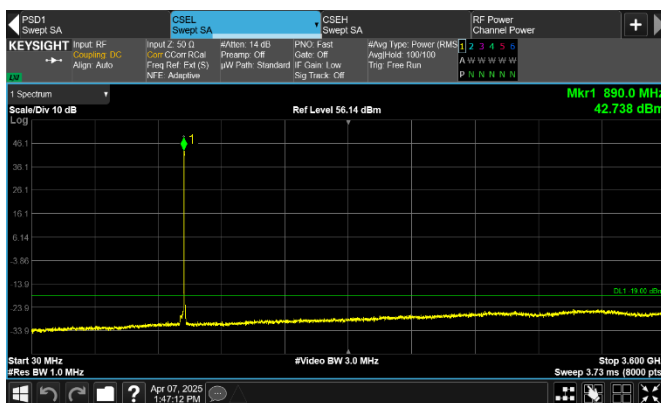 PSD1
Swept SA
CSEL
Swept SA
CSEH
Swept SA
RF Power
Channel Power
KEYSIGHT
Input: RF
Coupling: DC
Align: Auto
Input Z: 50 Ω
Corr CCorr RCal
Freq Ref: Ext (S)
NFE: Adaptive
#Atten: 14 dB
Preamp: Off
µW Path: Standard
PNO: Fast
Gate: Off
IF Gain: Low
Sig Track: Off
#Avg Type: Power (RMS
Avg|Hold: 100/100
Trig: Free Run
1 2 3 4 5 6
A W W W W W
P N N N N N
1 Spectrum
Scale/Div 10 dB
Ref Level 56.14 dBm
Mkr1 890.0 MHz
42.738 dBm
Log
1
46.1
36.1
26.1
16.1
6.14
-3.86
-13.9
DL1 -19.00 dBm
-23.9
-33.9
Start 30 MHz
#Video BW 3.0 MHz
Stop 3.600 GH
#Res BW 1.0 MHz
Sweep 3.73 ms (8000 pts
?
Apr 07, 2025
1:47:12 PM